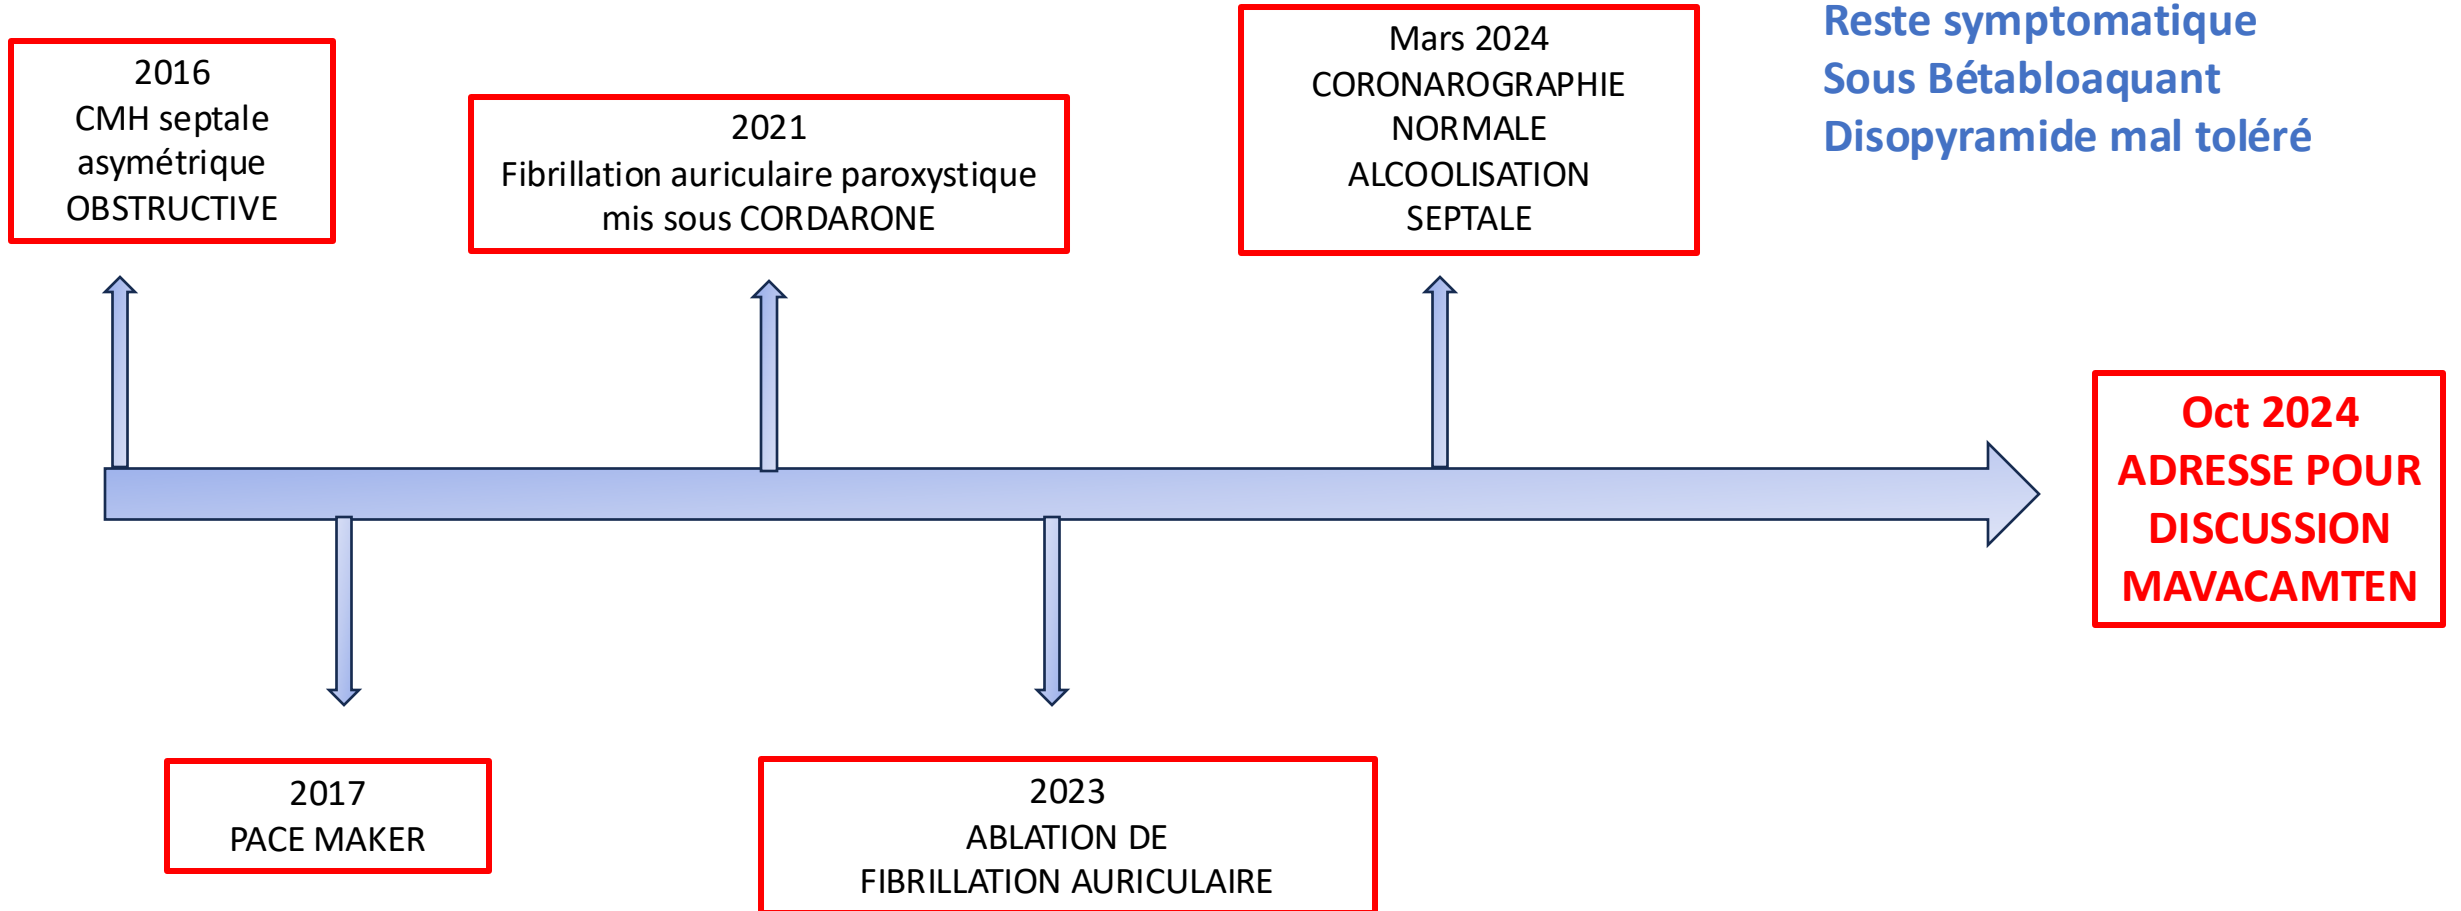 2016
CMH septale
asymétrique
OBSTRUCTIVE
2021
Fibrillation auriculaire paroxystique
mis sous CORDARONE
Mars 2024
CORONAROGRAPHIE
NORMALE
ALCOOLISATION
SEPTALE
Reste symptomatique
Sous Bétabloaquant
Disopyramide mal toléré
Oct 2024
ADRESSE POUR
DISCUSSION
MAVACAMTEN
2017
PACE MAKER
2023
ABLATION DE
FIBRILLATION AURICULAIRE